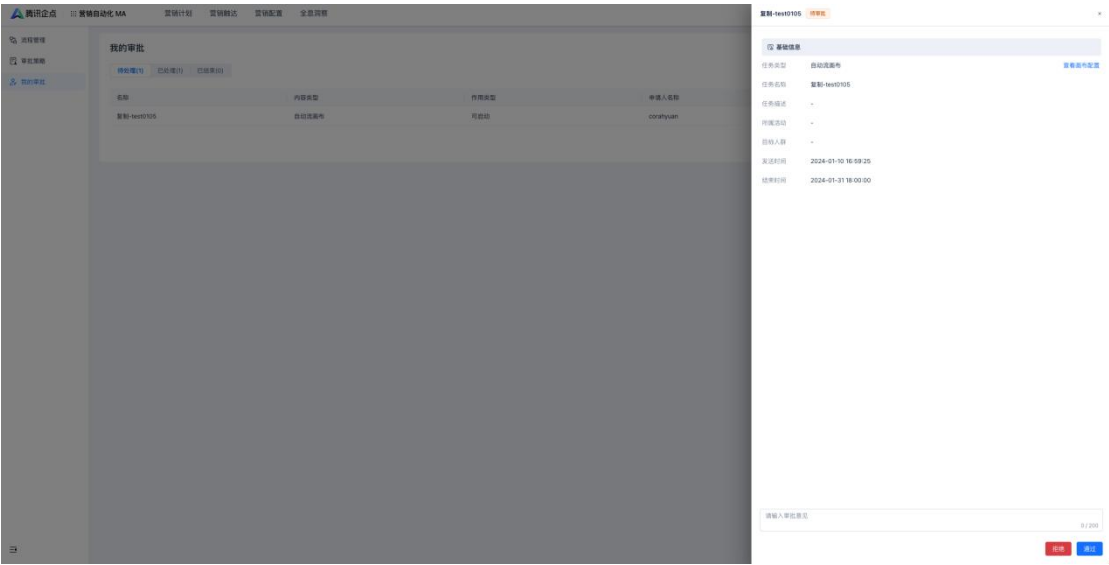 腾讯企点 营销自动化 MA 营销计划 营销触达 营销配置 全息洞察
流程管理
审批策略
我的审批
我的审批
待处理(1) 已处理(1) 已结束(0)
名称 内容类型 作用类型 申请人名称
复制-test0105 自动流画布 可启动 corahyuan
复制-test0105 待审批
基础信息
任务类型 自动流画布 查看画布配置
任务名称 复制-test0105
任务描述 -
所属活动 -
目标人群 -
发送时间 2024-01-10 16:59:25
结束时间 2024-01-31 18:00:00
请输入审批意见
0 / 200
拒绝 通过